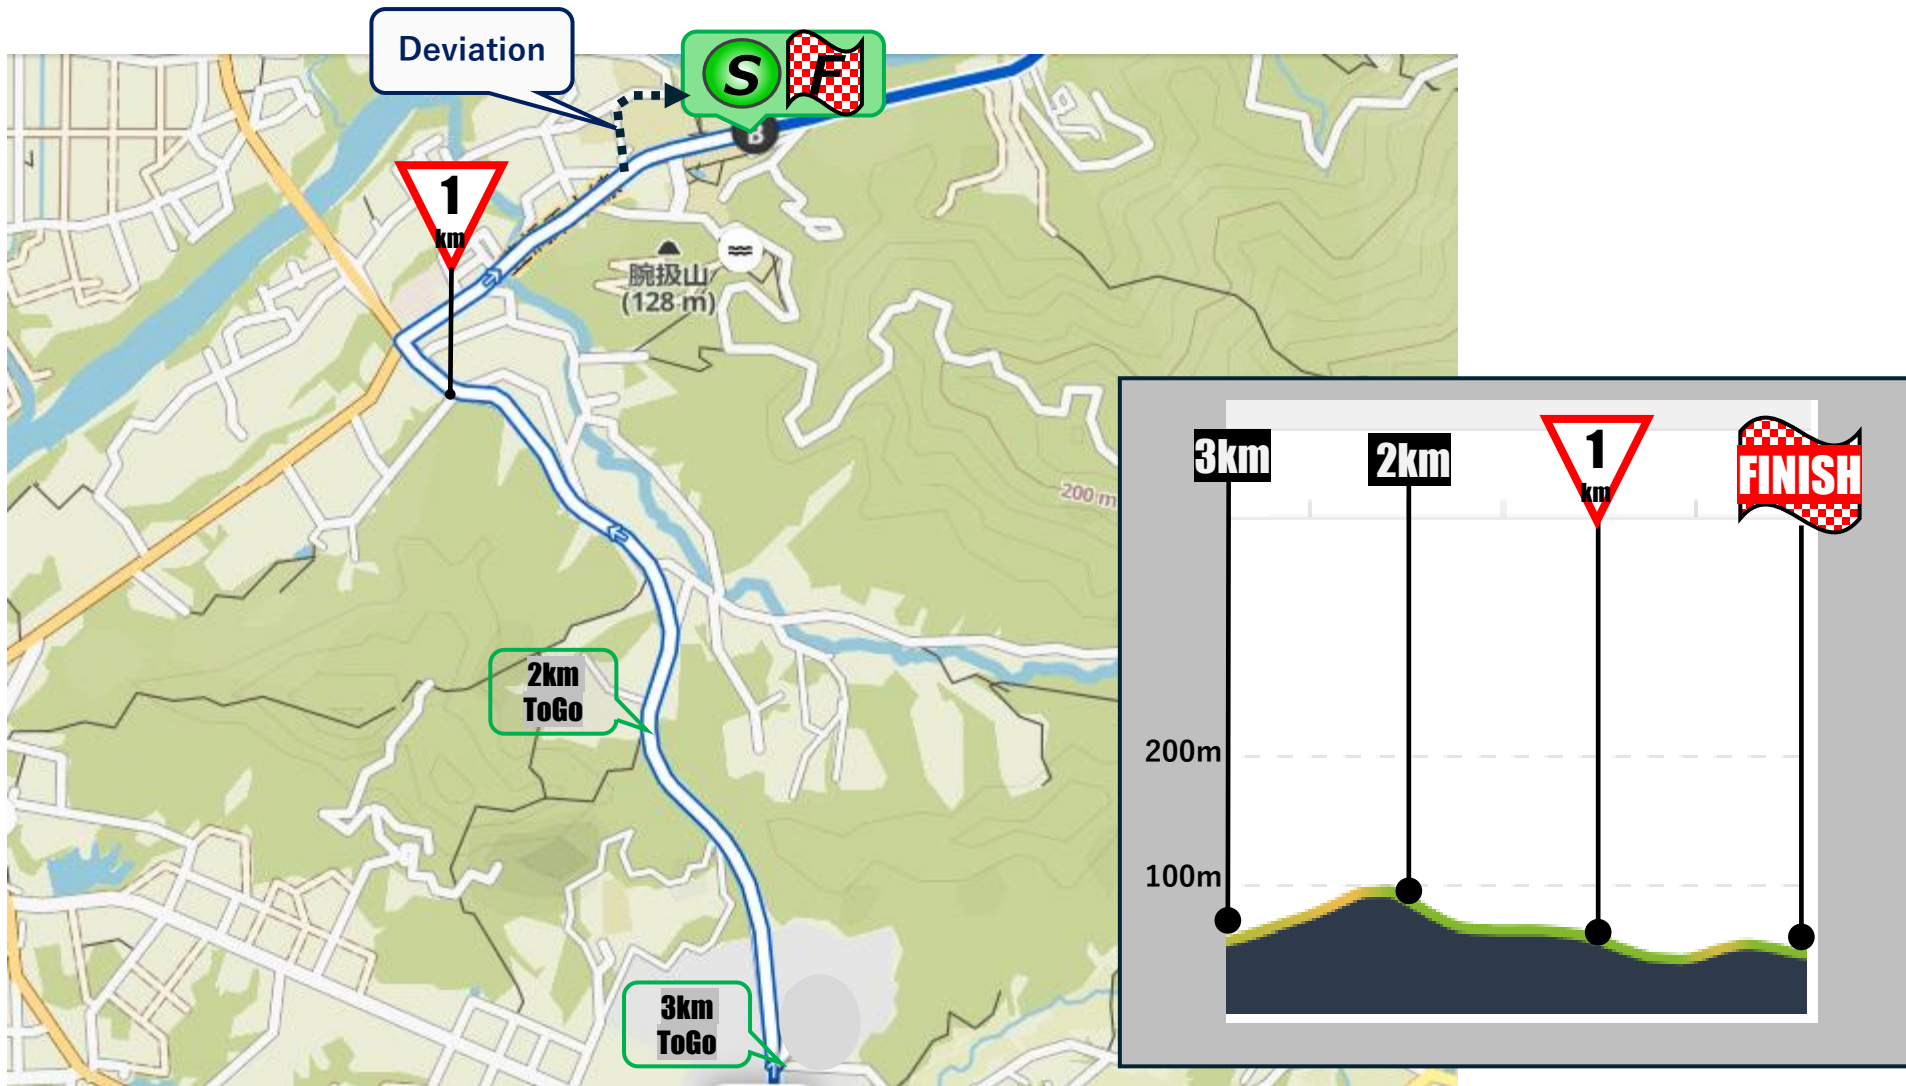 Deviation
S
F
B
1
km
腕扱山
(128 m)
200 m
2km
ToGo
3km
ToGo
3km
2km
1
km
FINISH
200m
100m